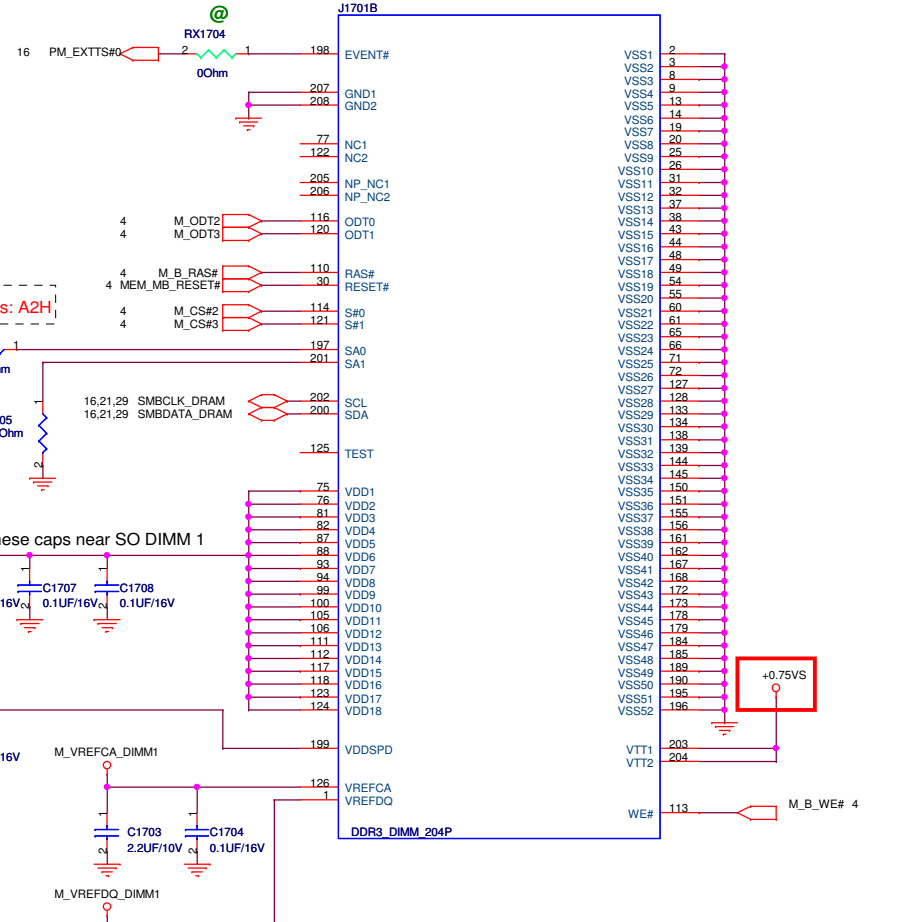 J1701B
@
RX1704
16 PM_EXTTS#0 2 1 198 EVENT#
0Ohm
207 GND1
208 GND2
77 NC1
122 NC2
205 NP_NC1
206 NP_NC2
4 M_ODT2 116 ODT0
4 M_ODT3 120 ODT1
4 M_B_RAS# 110 RAS#
4 MEM_MB_RESET# 30 RESET#
s: A2H
4 M_CS#2 114 S#0
4 M_CS#3 121 S#1
1 197 SA0
201 SA1
m
1
05
Ohm
2
16,21,29 SMBCLK_DRAM 202 SCL
16,21,29 SMBDATA_DRAM 200 SDA
125 TEST
75 VDD1
76 VDD2
81 VDD3
82 VDD4
87 VDD5
88 VDD6
93 VDD7
94 VDD8
99 VDD9
100 VDD10
105 VDD11
106 VDD12
111 VDD13
112 VDD14
117 VDD15
118 VDD16
123 VDD17
124 VDD18
hese caps near SO DIMM 1
1 1
C1707 C1708
16V 0.1UF/16V 0.1UF/16V
2 2
199 VDDSPD
16V
M_VREFCA_DIMM1
126 VREFCA
1 VREFDQ
1 1
C1703 C1704
2.2UF/10V 0.1UF/16V
2 2
M_VREFDQ_DIMM1
DDR3_DIMM_204P
VSS1 2
VSS2 3
VSS3 8
VSS4 9
VSS5 13
VSS6 14
VSS7 19
VSS8 20
VSS9 25
VSS10 26
VSS11 31
VSS12 32
VSS13 37
VSS14 38
VSS15 43
VSS16 44
VSS17 48
VSS18 49
VSS19 54
VSS20 55
VSS21 60
VSS22 61
VSS23 65
VSS24 66
VSS25 71
VSS26 72
VSS27 127
VSS28 128
VSS29 133
VSS30 134
VSS31 138
VSS32 139
VSS33 144
VSS34 145
VSS35 150
VSS36 151
VSS37 155
VSS38 156
VSS39 161
VSS40 162
VSS41 167
VSS42 168
VSS43 172
VSS44 173
VSS45 178
VSS46 179
VSS47 184
VSS48 185
VSS49 189
VSS50 190
VSS51 195
VSS52 196
+0.75VS
VTT1 203
VTT2 204
WE# 113 M_B_WE# 4